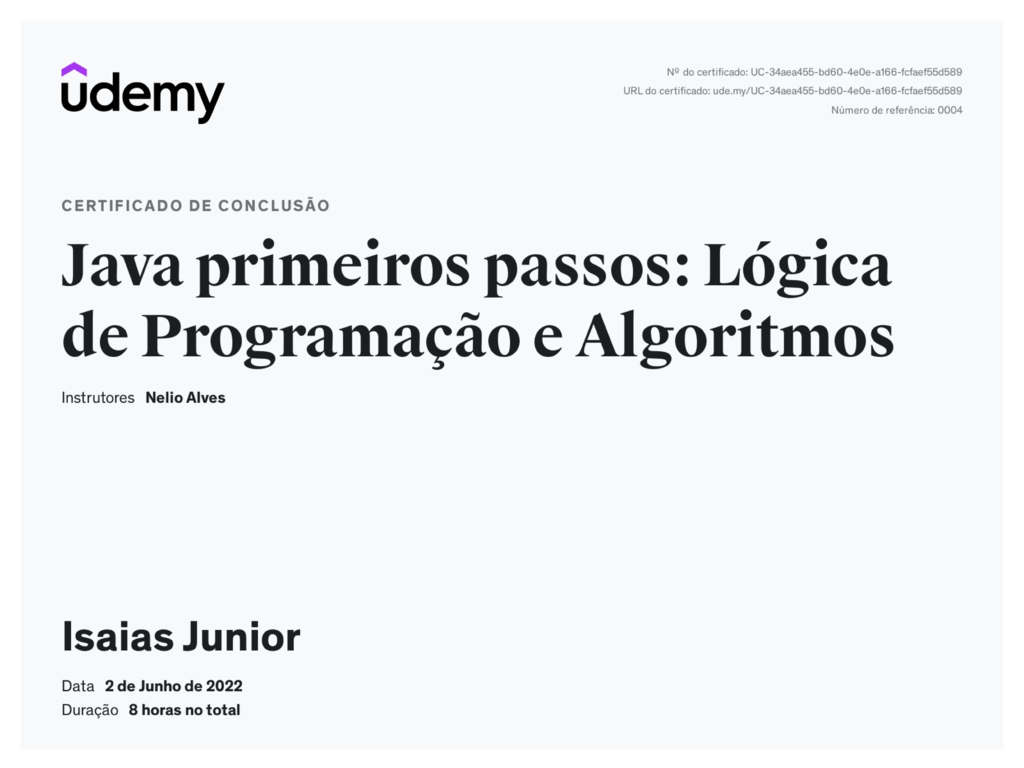 udemy
Nº do certificado: UC-34aea455-bd60-4e0e-a166-fcfaef55d589
URL do certificado: ude.my/UC-34aea455-bd60-4e0e-a166-fcfaef55d589
Número de referência: 0004
CERTIFICADO DE CONCLUSÃO
Java primeiros passos: Lógica
de Programação e Algoritmos
Instrutores Nelio Alves
Isaias Junior
Data 2 de Junho de 2022
Duração 8 horas no total